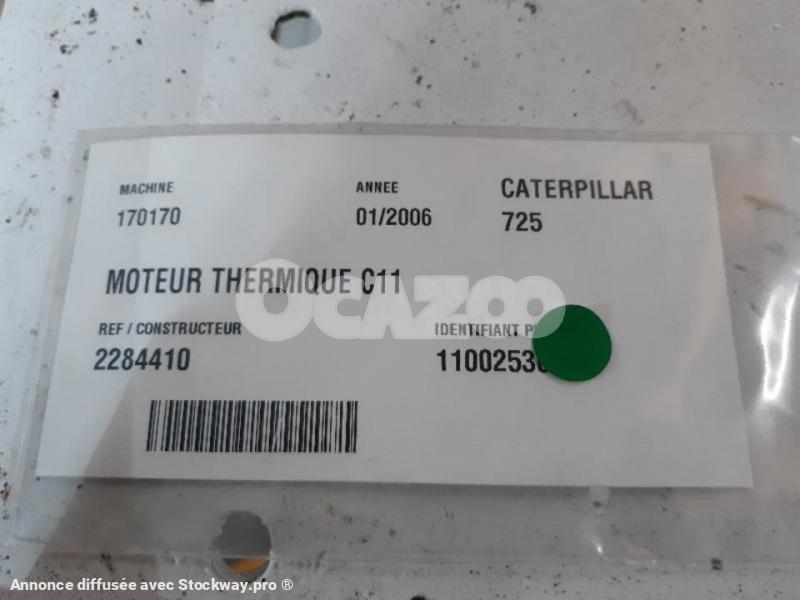 MACHINE ANNEE CATERPILLAR
170170 01/2006 725
MOTEUR THERMIQUE C11
OCAZOO
REF / CONSTRUCTEUR IDENTIFIANT
2284410
Annonce diffusée avec Stockway.pro ®